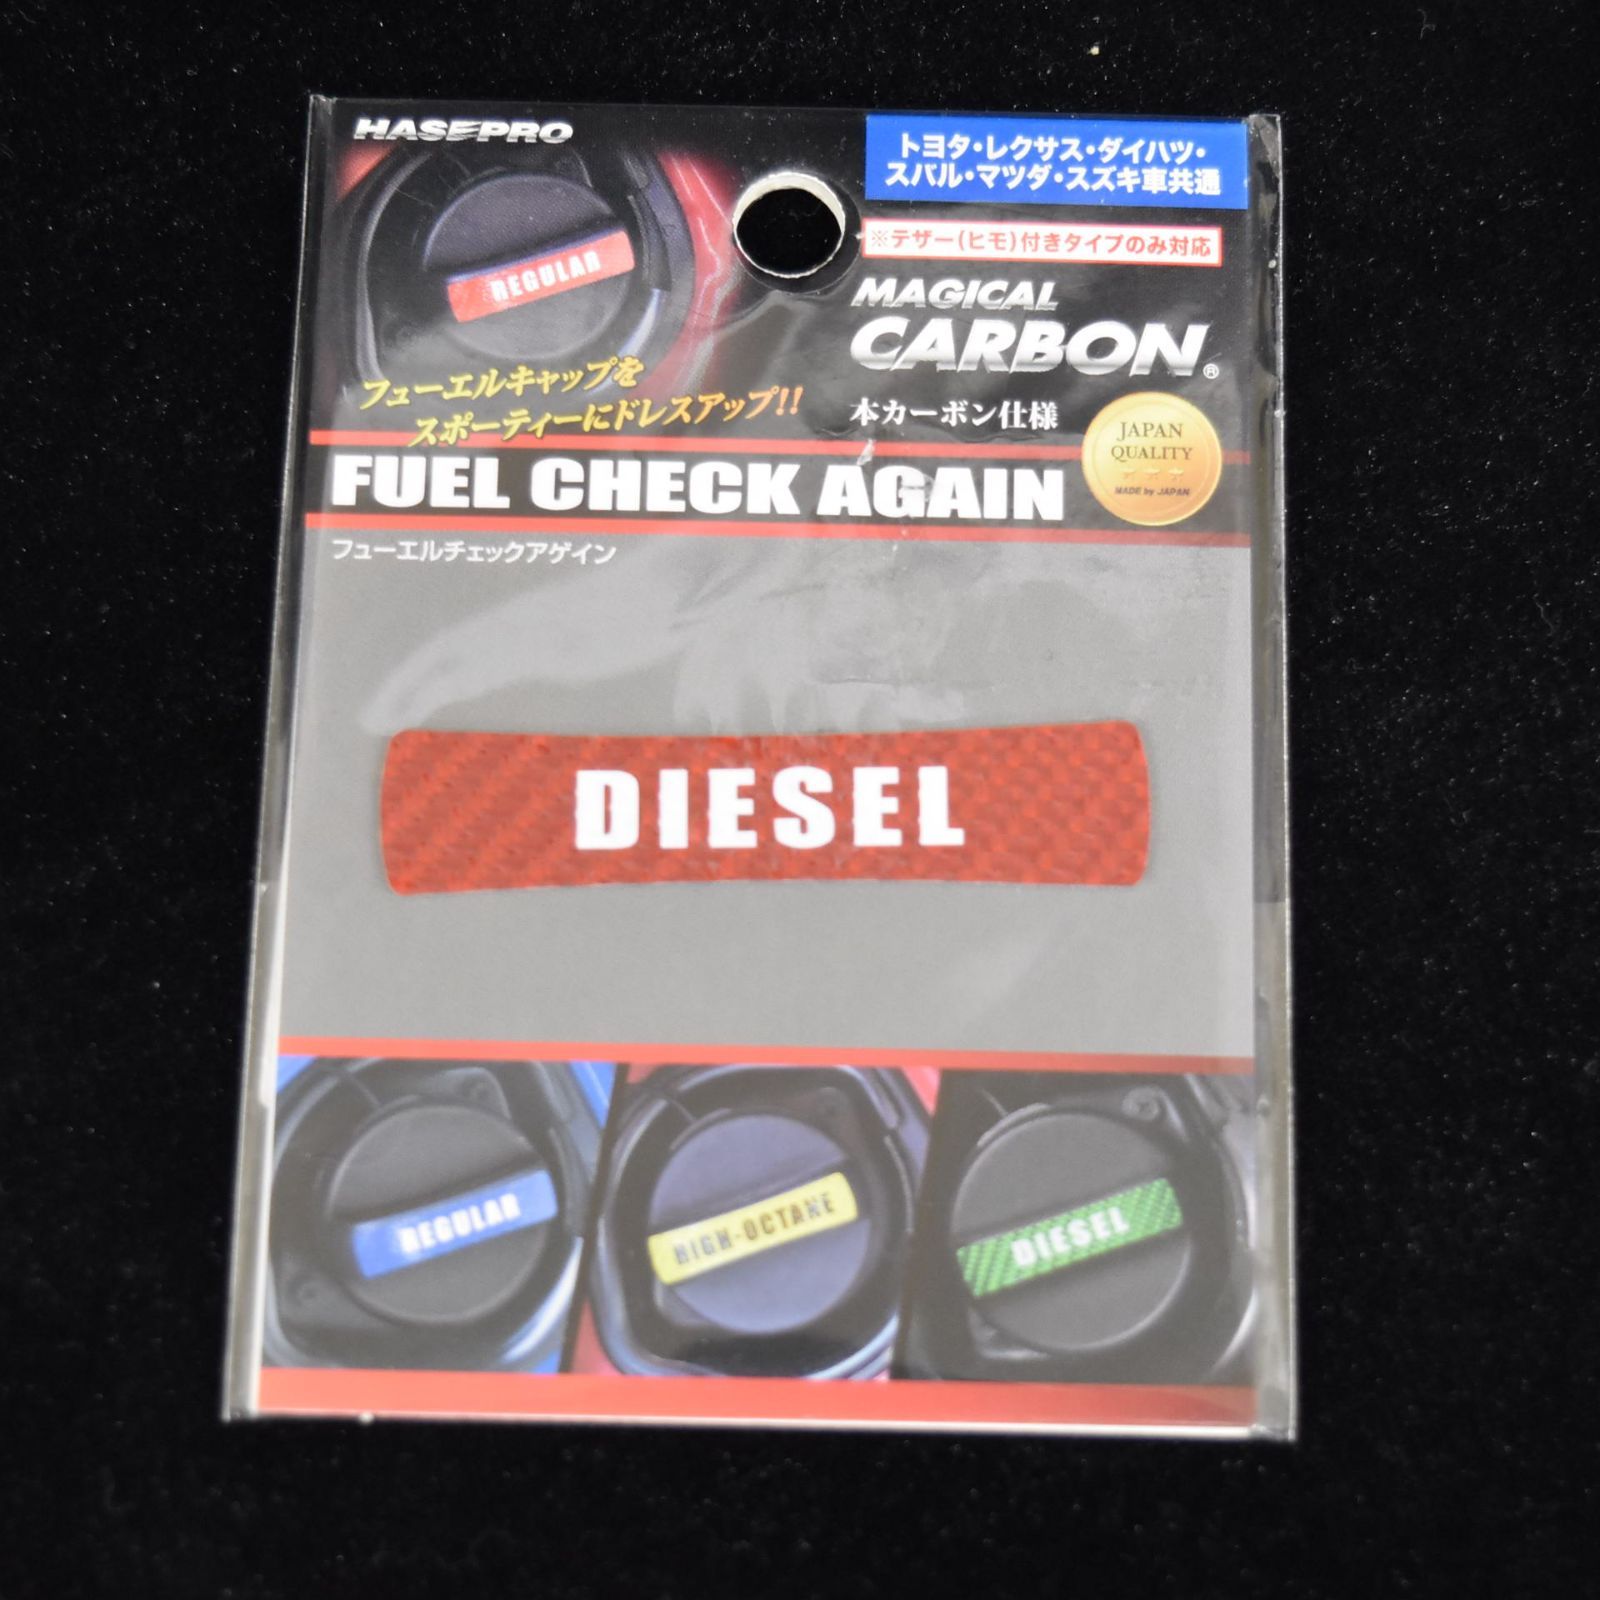 HASEPRO
トヨタ・レクサス・ダイハツ・
スバル・マツダ・スズキ車共通
※テザー(ヒモ)付きタイプのみ対応
REGULAR
MAGICAL
CARBON®
フューエルキャップを
スポーティーにドレスアップ!!
本カーボン仕様
JAPAN
QUALITY
MADE by JAPAN
FUEL CHECK AGAIN
フューエルチェックアゲイン
DIESEL
REGULAR
HIGH-OCTANE
DIESEL